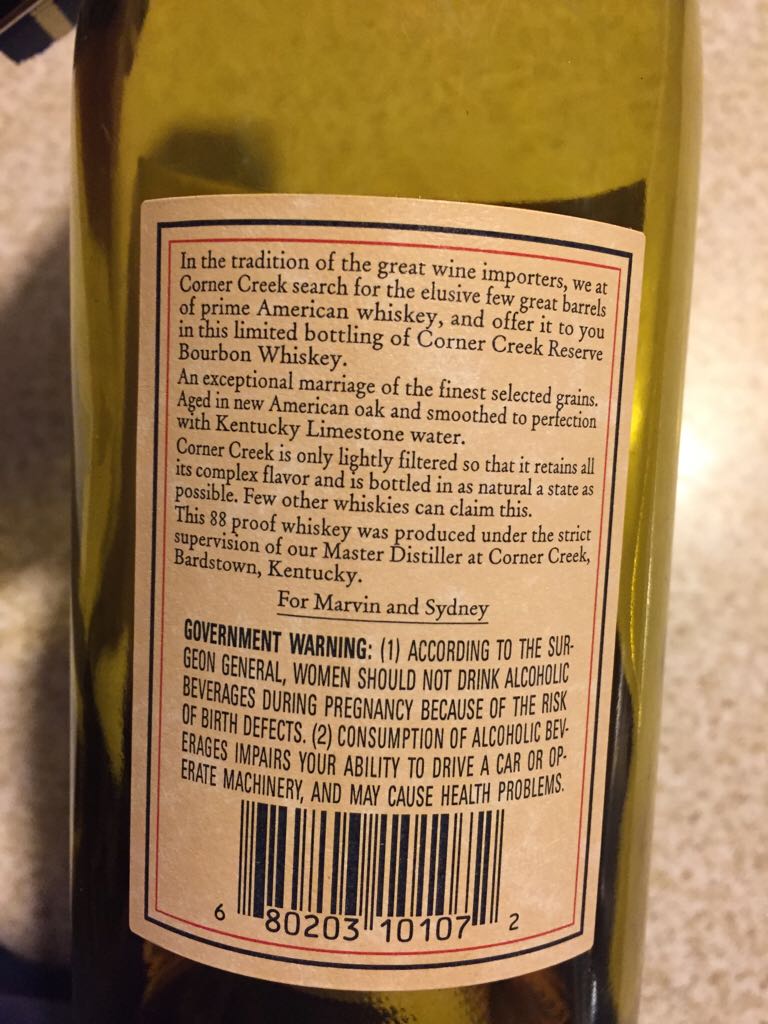 In the tradition of the great wine importers, we at
Corner Creek search for the elusive few great barrels
of prime American whiskey, and offer it to you
in this limited bottling of Corner Creek Reserve
Bourbon Whiskey.
An exceptional marriage of the finest selected grains.
Aged in new American oak and smoothed to perfection
with Kentucky Limestone water.
Corner Creek is only lightly filtered so that it retains all
its complex flavor and is bottled in as natural a state as
possible. Few other whiskies can claim this.
This 88 proof whiskey was produced under the strict
supervision of our Master Distiller at Corner Creek,
Bardstown, Kentucky.
For Marvin and Sydney
GOVERNMENT WARNING: (1) ACCORDING TO THE SUR-
GEON GENERAL, WOMEN SHOULD NOT DRINK ALCOHOLIC
BEVERAGES DURING PREGNANCY BECAUSE OF THE RISK
OF BIRTH DEFECTS. (2) CONSUMPTION OF ALCOHOLIC BEV-
ERAGES IMPAIRS YOUR ABILITY TO DRIVE A CAR OR OP-
ERATE MACHINERY, AND MAY CAUSE HEALTH PROBLEMS.
6 80203 10107 2